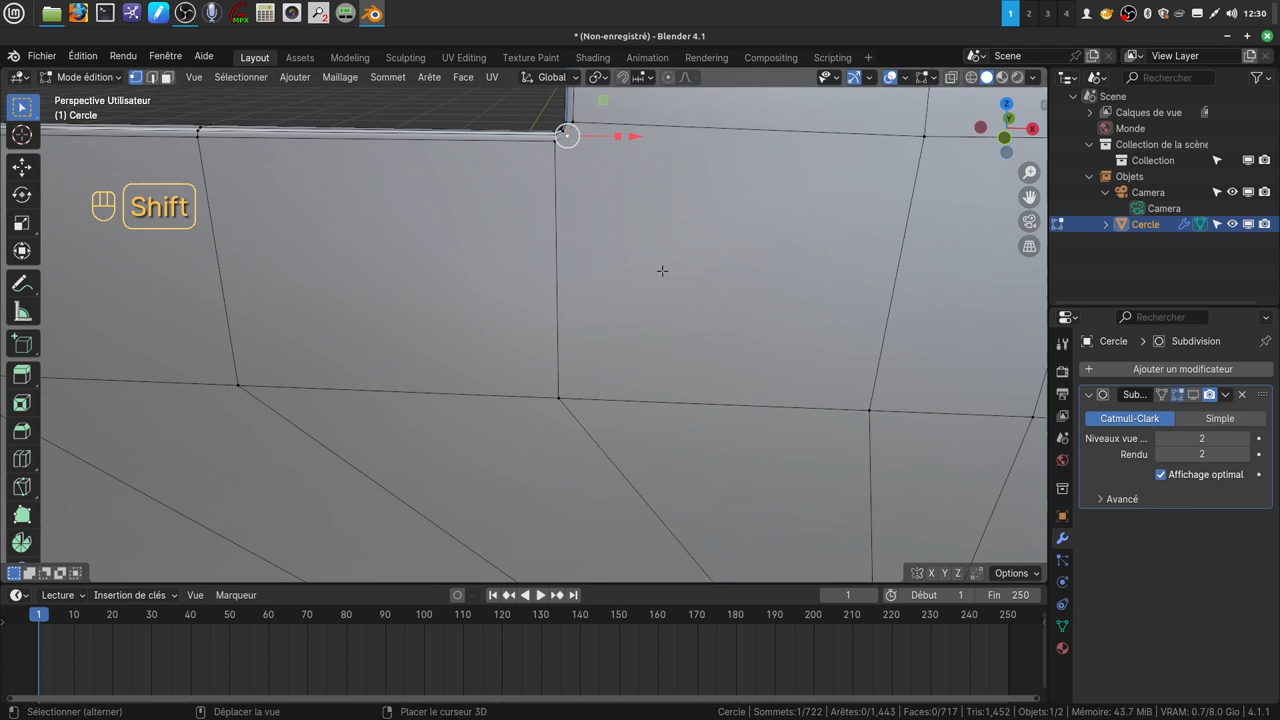 1
2
3
4
12:30
* (Non-enregistré) - Blender 4.1
Fichier
Édition
Rendu
Fenêtre
Aide
Layout
Assets
Modeling
Sculpting
UV Editing
Texture Paint
Shading
Animation
Rendering
Compositing
Scripting
+
Scene
View Layer
Mode édition
Vue
Sélectionner
Ajouter
Maillage
Sommet
Arête
Face
UV
Global
Rechercher
Perspective Utilisateur
(1) Cercle
Shift
Z
Y
X
Scene
Calques de vue
Monde
Collection de la scène
Collection
Objets
Camera
Camera
Cercle
Rechercher
Cercle
Subdivision
Ajouter un modificateur
Sub...
Catmull-Clark
Simple
Niveaux vue ...
2
Rendu
2
Affichage optimal
Avancé
X
Y
Z
Options
Lecture
Insertion de clés
Vue
Marqueur
1
Début
1
Fin
250
1
10
20
30
40
50
60
70
80
90
100
110
120
130
140
150
160
170
180
190
200
210
220
230
240
250
Sélectionner (alterner)
Déplacer la vue
Placer le curseur 3D
Cercle | Sommets:1/722 | Arêtes:0/1,443 | Faces:0/717 | Tris:1,452 | Objets:1/2 | Mémoire: 43.7 MiB | VRAM: 0.7/8.0 Gio | 4.1.1